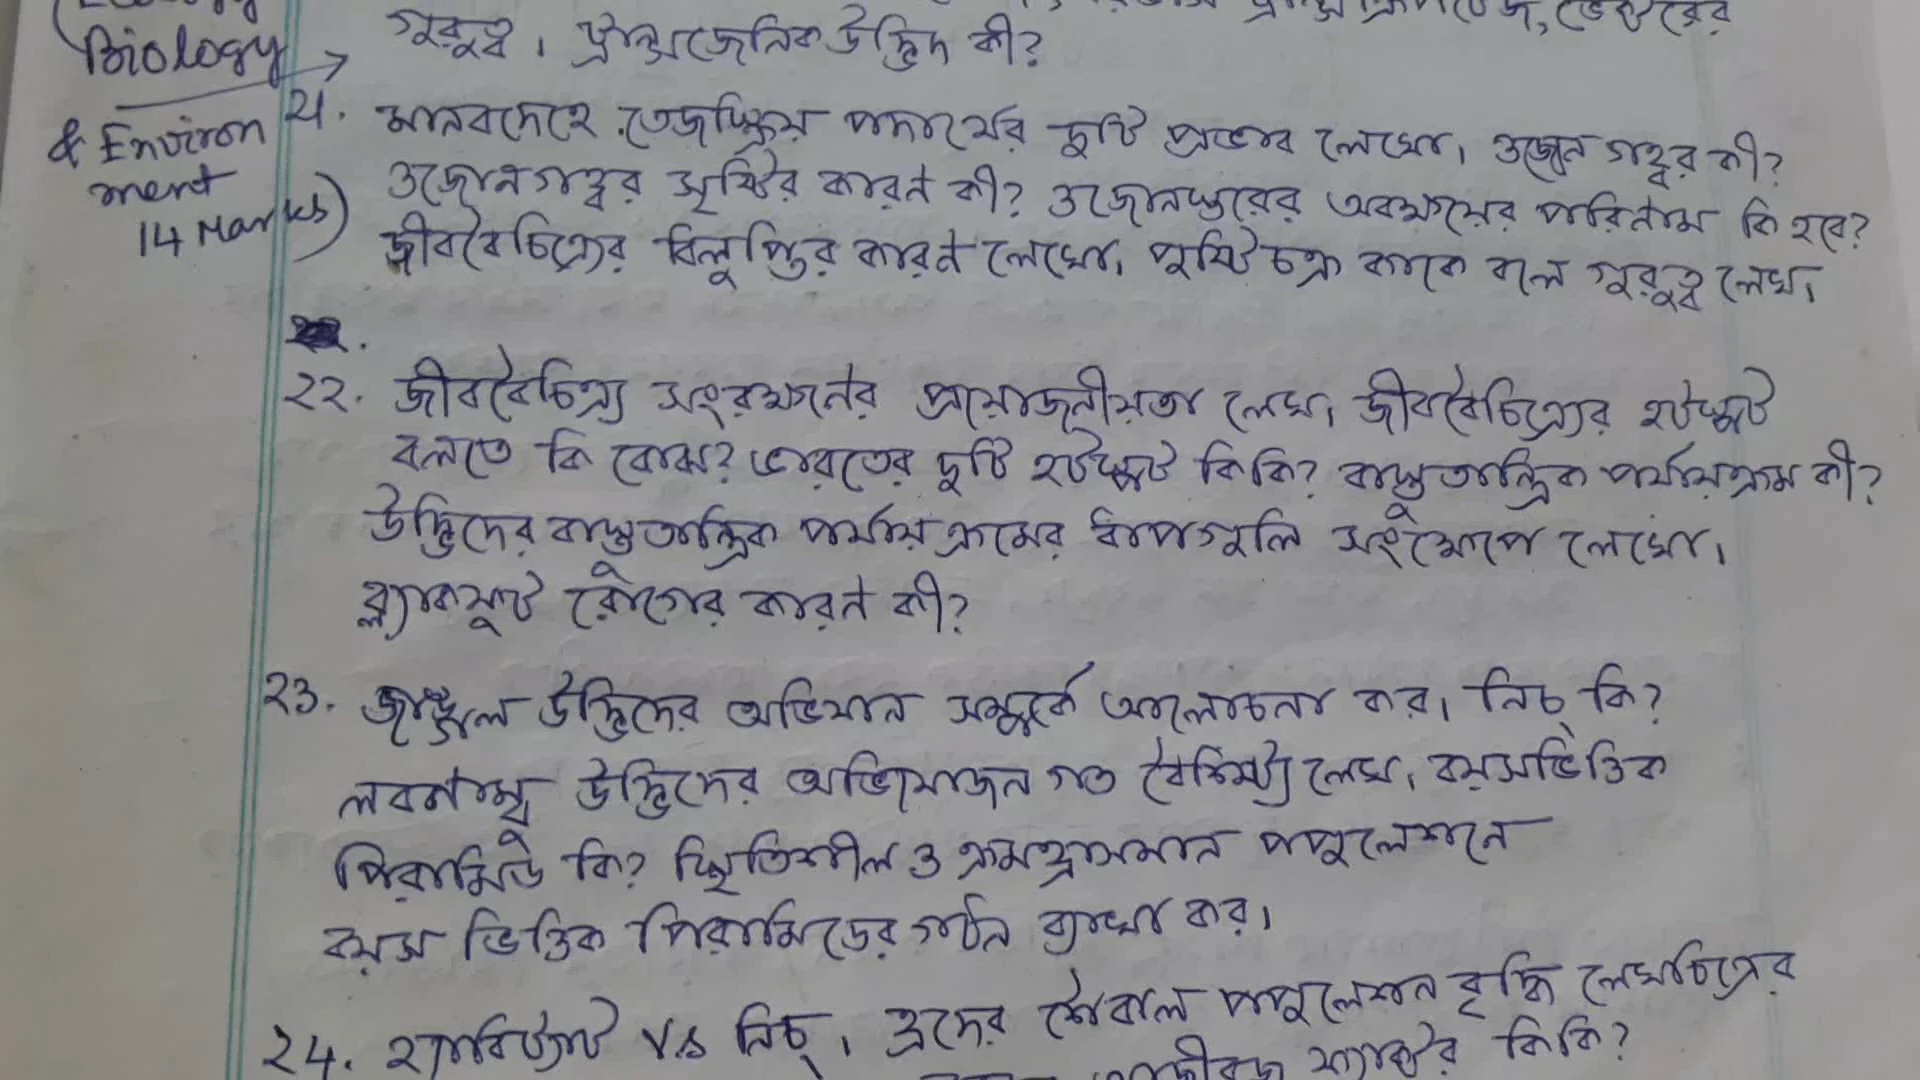 Biology
& Environ
ment
14 Marks)
গুরুত্ব। ট্রান্সজেনিক উদ্ভিদ কী?
21. মানবদেহে তেজস্ক্রিয় পদার্থের দুটি প্রভাব লেখো। ওজোন গহ্বর কী?
ওজোনগহ্বর সৃষ্টির কারণ কী? ওজোনস্তরের অবক্ষয়ের পরিণাম কি হবে?
জীববৈচিত্র্যের বিলুপ্তির কারণ লেখো। পুষ্টিচক্র কাকে বলে গুরুত্ব লেখ।
22. জীববৈচিত্র্য সংরক্ষণের প্রয়োজনীয়তা লেখ। জীববৈচিত্র্যের হটস্পট
বলতে কি বোঝ? ভারতের দুটি হটস্পট কি কি? বাস্তুতান্ত্রিক পর্যায়ক্রম কী?
উদ্ভিদের বাস্তুতান্ত্রিক পর্যায়ক্রমের ধাপগুলি সংক্ষেপে লেখো।
ব্ল্যাকফুট রোগের কারণ কী?
23. জাঙ্গল উদ্ভিদের অভিযোজন সম্পর্কে আলোচনা কর। নিচ্ কি?
লবণাম্বু উদ্ভিদের অভিযোজন গত বৈশিষ্ট্য লেখ। বয়সভিত্তিক
পিরামিড কি? স্থিতিশীল ও ক্রমহ্রাসমান পপুলেশনে
বয়স ভিত্তিক পিরামিডের গঠন ব্যাখা কর।
24. হ্যাবিট্যাট V.s নিচ্। হ্রদের শৈবাল পপুলেশন বৃদ্ধি লেখচিত্রের
ফ্যাক্টর কি কি?